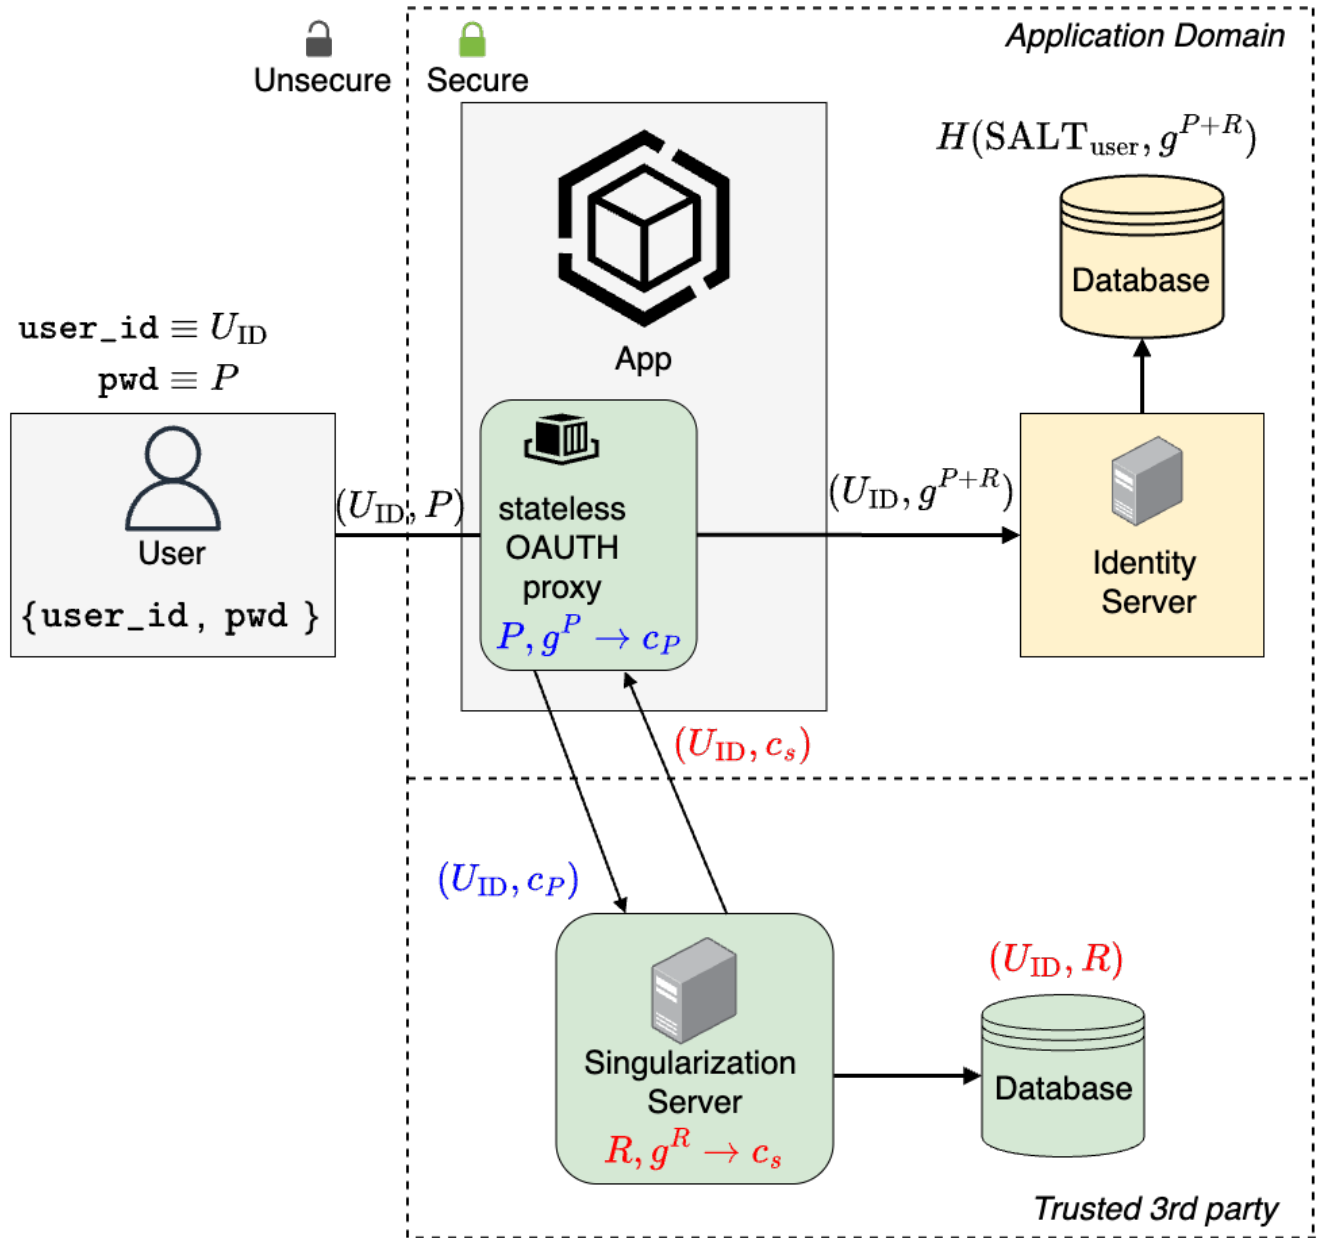 Unsecure
Secure
Application Domain
H(SALT_user, g^{P+R})
Database
App
user_id ≡ U_ID
pwd ≡ P
User
{user_id, pwd }
(U_ID, P)
stateless
OAUTH
proxy
P, g^P → c_P
(U_ID, g^{P+R})
Identity
Server
(U_ID, c_s)
(U_ID, c_P)
Singularization
Server
R, g^R → c_s
(U_ID, R)
Database
Trusted 3rd party